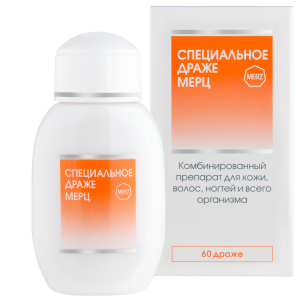 СПЕЦИАЛЬНОЕ
ДРАЖЕ
МЕРЦ
MERZ
Комбинированный
препарат для кожи,
волос, ногтей и всего
организма
60 драже
СПЕЦИАЛЬНОЕ
ДРАЖЕ
МЕРЦ
MERZ